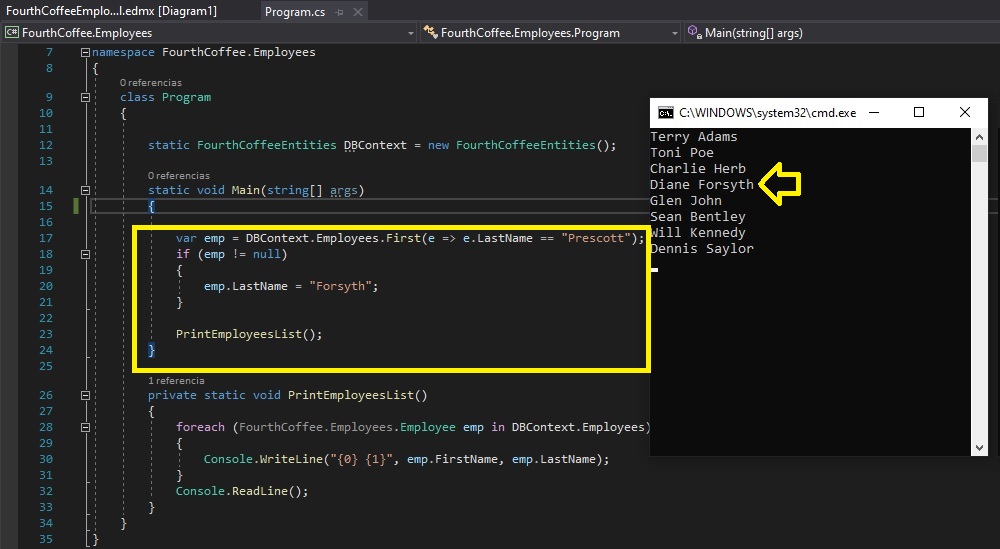 FourthCoffeeEmplo...l.edmx [Diagram1]
Program.cs
FourthCoffee.Employees
FourthCoffee.Employees.Program
Main(string[] args)
7 namespace FourthCoffee.Employees
8 {
0 referencias
9 class Program
10 {
11
12 static FourthCoffeeEntities DBContext = new FourthCoffeeEntities();
13
0 referencias
14 static void Main(string[] args)
15 {
16
17 var emp = DBContext.Employees.First(e => e.LastName == "Prescott");
18 if (emp != null)
19 {
20 emp.LastName = "Forsyth";
21 }
22
23 PrintEmployeesList();
24 }
25
1 referencia
26 private static void PrintEmployeesList()
27 {
28 foreach (FourthCoffee.Employees.Employee emp in DBContext.Employees)
29 {
30 Console.WriteLine("{0} {1}", emp.FirstName, emp.LastName);
31 }
32 Console.ReadLine();
33 }
34 }
35 }
C:\WINDOWS\system32\cmd.exe
Terry Adams
Toni Poe
Charlie Herb
Diane Forsyth
Glen John
Sean Bentley
Will Kennedy
Dennis Saylor